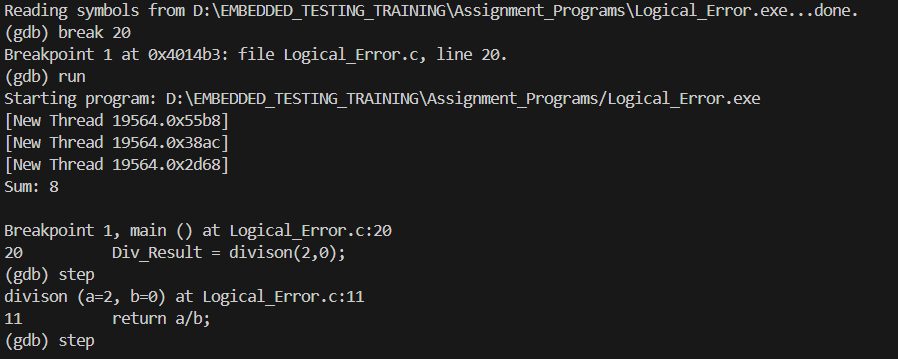 Reading symbols from D:\EMBEDDED_TESTING_TRAINING\Assignment_Programs\Logical_Error.exe...done.
(gdb) break 20
Breakpoint 1 at 0x4014b3: file Logical_Error.c, line 20.
(gdb) run
Starting program: D:\EMBEDDED_TESTING_TRAINING\Assignment_Programs/Logical_Error.exe
[New Thread 19564.0x55b8]
[New Thread 19564.0x38ac]
[New Thread 19564.0x2d68]
Sum: 8
Breakpoint 1, main () at Logical_Error.c:20
20          Div_Result = divison(2,0);
(gdb) step
divison (a=2, b=0) at Logical_Error.c:11
11          return a/b;
(gdb) step